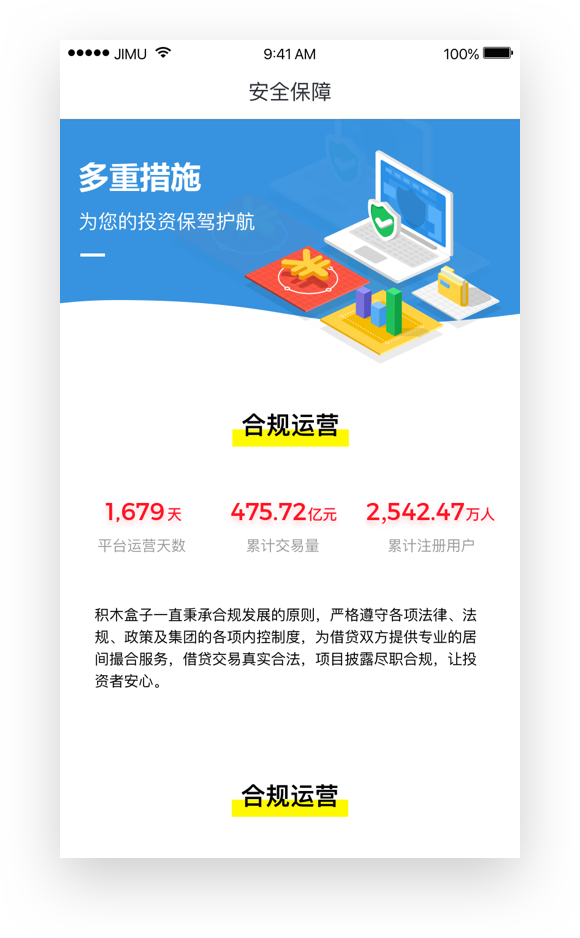 JIMU 9:41 AM 100%
安全保障
多重措施
为您的投资保驾护航
合规运营
1,679天 475.72亿元 2,542.47万人
平台运营天数 累计交易量 累计注册用户
积木盒子一直秉承合规发展的原则，严格遵守各项法律、法
规、政策及集团的各项内控制度，为借贷双方提供专业的居
间撮合服务，借贷交易真实合法，项目披露尽职合规，让投
资者安心。
合规运营